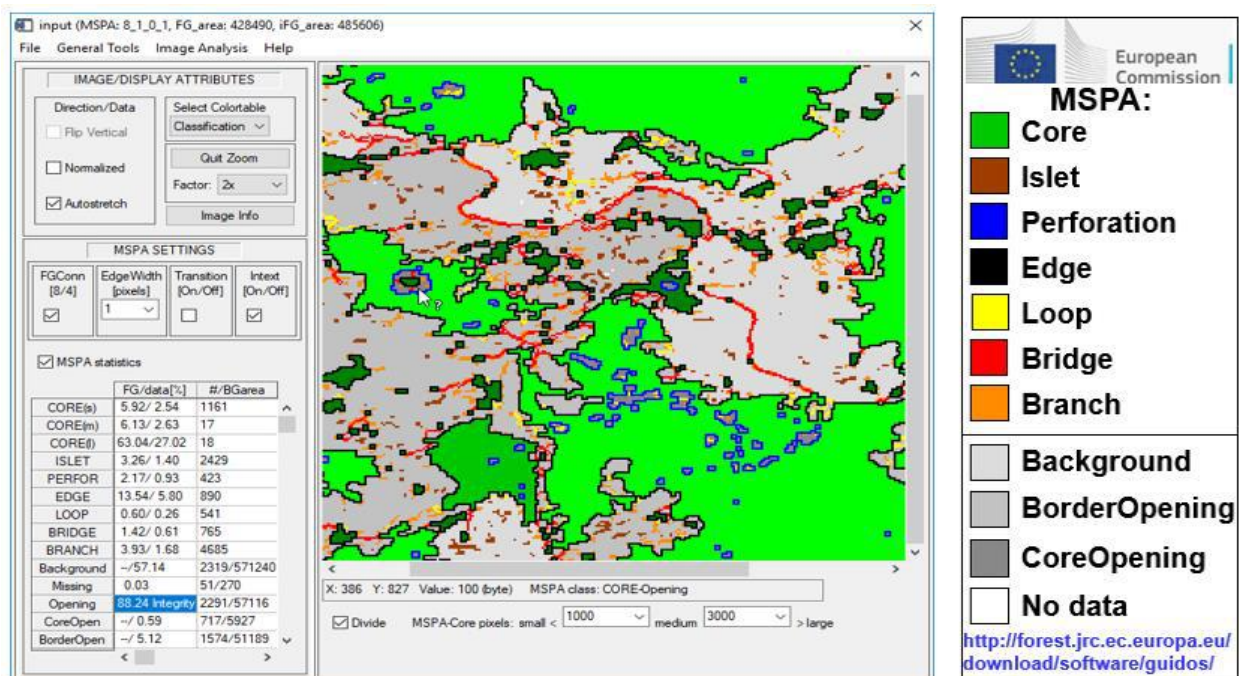 input (MSPA: 8_1_0_1, FG_area: 428490, iFG_area: 485606)
File General Tools Image Analysis Help
IMAGE/DISPLAY ATTRIBUTES
Direction/Data
Flip Vertical
Normalized
Autostretch
Select Colortable
Classification
Quit Zoom
Factor: 2x
Image Info
MSPA SETTINGS
FGConn [8/4]
EdgeWidth [pixels]
1
Transition [On/Off]
Intext [On/Off]
MSPA statistics
FG/data[%] #/BGarea
CORE(s) 5.92/ 2.54 1161
CORE(m) 6.13/ 2.63 17
CORE(l) 63.04/27.02 18
ISLET 3.26/ 1.40 2429
PERFOR 2.17/ 0.93 423
EDGE 13.54/ 5.80 890
LOOP 0.60/ 0.26 541
BRIDGE 1.42/ 0.61 765
BRANCH 3.93/ 1.68 4685
Background --/57.14 2319/571240
Missing 0.03 51/270
Opening 88.24 Integrity 2291/57116
CoreOpen --/ 0.59 717/5927
BorderOpen --/ 5.12 1574/51189
?
X: 386 Y: 827 Value: 100 (byte) MSPA class: CORE-Opening
Divide MSPA-Core pixels: small < 1000 medium 3000 > large
European
Commission
MSPA:
Core
Islet
Perforation
Edge
Loop
Bridge
Branch
Background
BorderOpening
CoreOpening
No data
http://forest.jrc.ec.europa.eu/
download/software/guidos/